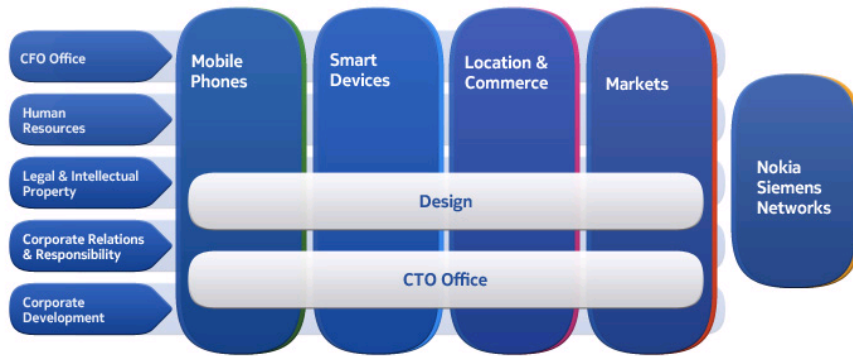 CFO Office
Human
Resources
Legal & Intellectual
Property
Corporate Relations
& Responsibility
Corporate
Development
Mobile
Phones
Smart
Devices
Location &
Commerce
Markets
Design
CTO Office
Nokia
Siemens
Networks